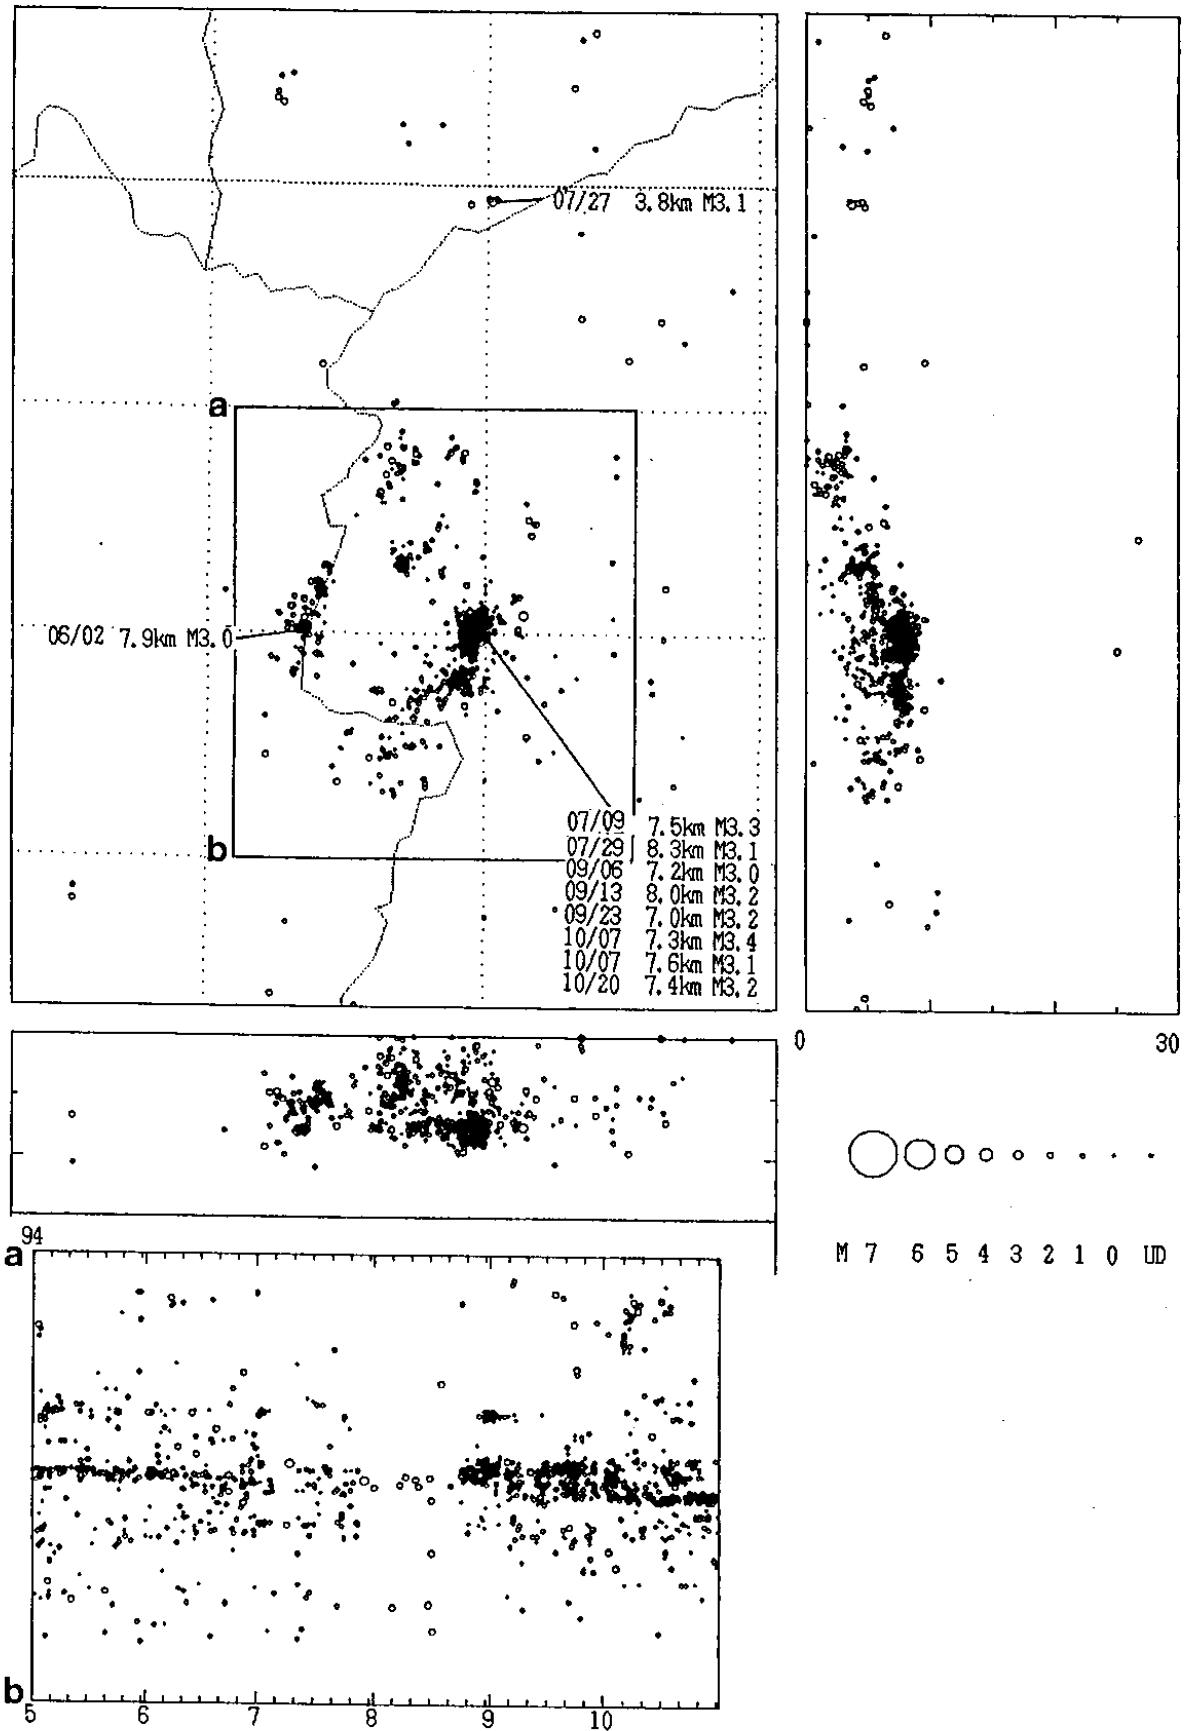 07/27 3.8km M3.1
a
06/02 7.9km M3.0
07/09 7.5km M3.3
b
07/29 8.3km M3.1
09/06 7.2km M3.0
09/13 8.0km M3.2
09/23 7.0km M3.2
10/07 7.3km M3.4
10/07 7.6km M3.1
10/20 7.4km M3.2
0 30
94
a
M 7 6 5 4 3 2 1 0 UD
b
5 6 7 8 9 10